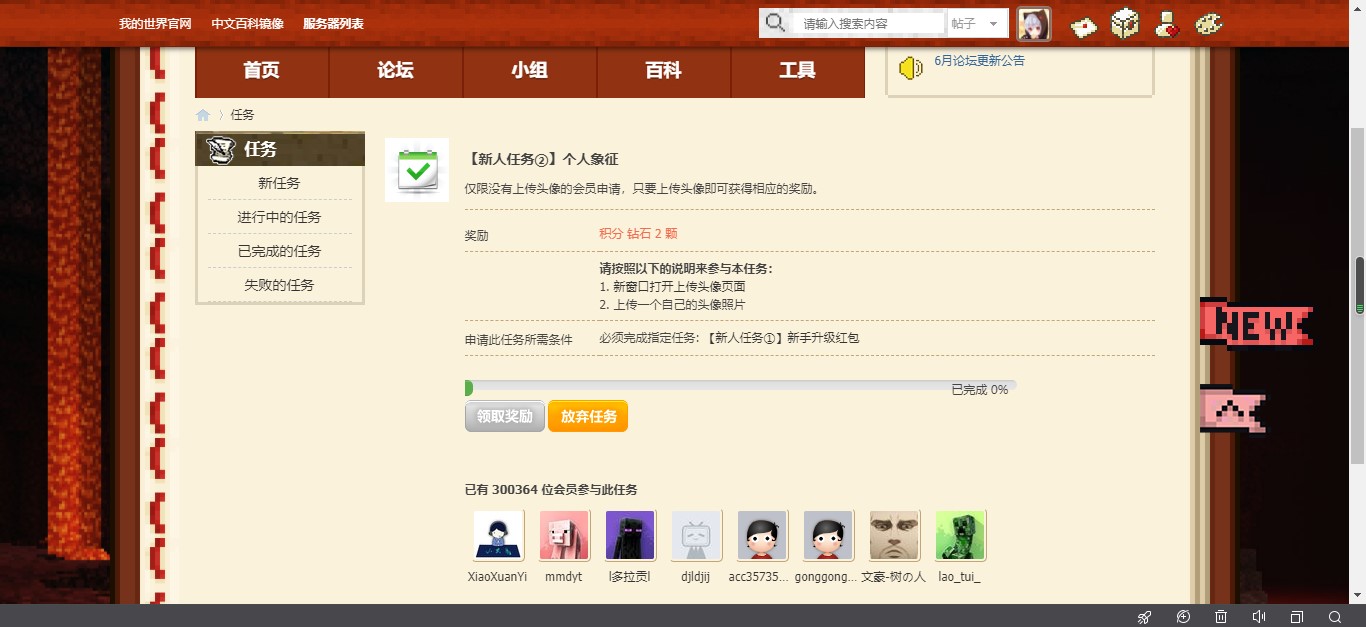 我的世界官网 中文百科镜像 服务器列表
请输入搜索内容 帖子
首页 论坛 小组 百科 工具
6月论坛更新公告
任务
任务
新任务
进行中的任务
已完成的任务
失败的任务
【新人任务②】个人象征
仅限没有上传头像的会员申请，只要上传头像即可获得相应的奖励。
奖励 积分 钻石 2 颗
请按照以下的说明来参与本任务：
1. 新窗口打开上传头像页面
2. 上传一个自己的头像照片
申请此任务所需条件 必须完成指定任务：【新人任务①】新手升级红包
NEW
已完成 0%
领取奖励 放弃任务
已有 300364 位会员参与此任务
XiaoXuanYi mmdyt l多拉贡l djldjij acc35735... gonggong... 文豪-树の人 lao_tui_